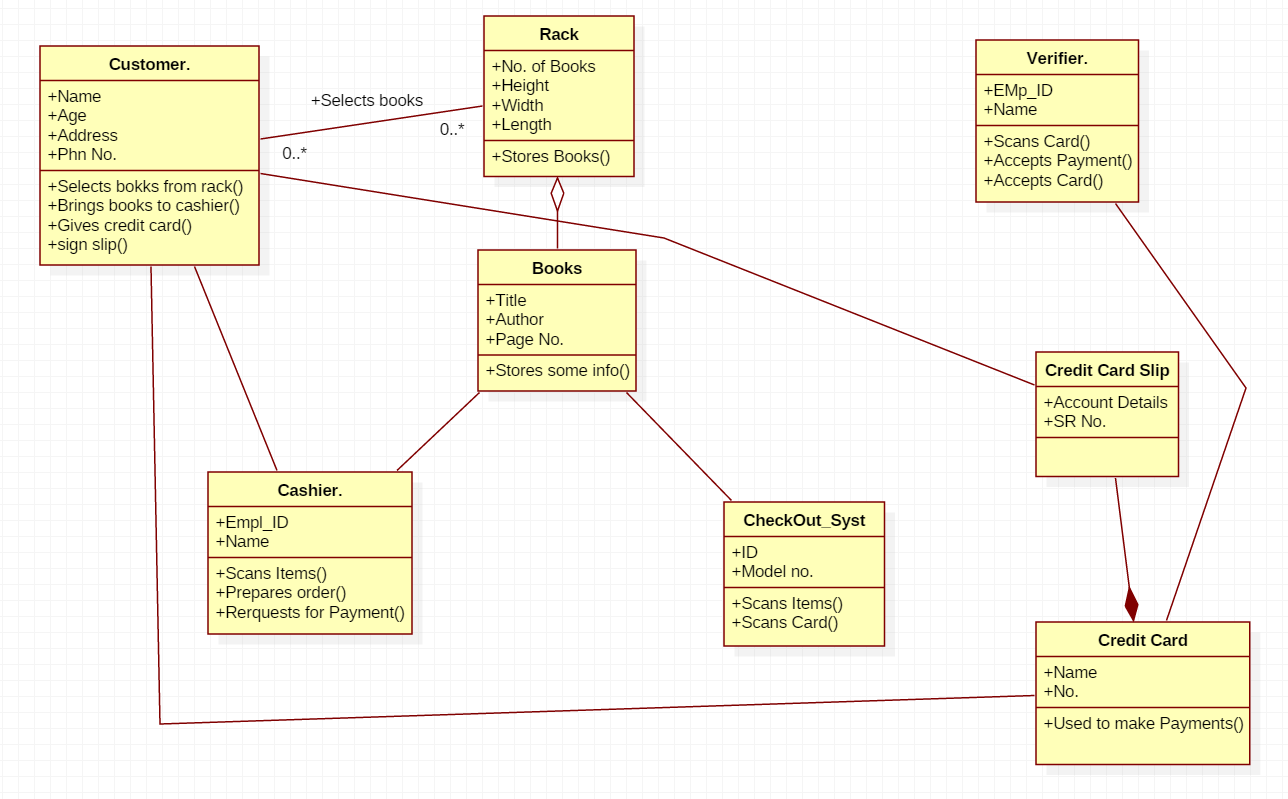 Customer.
+Name
+Age
+Address
+Phn No.
+Selects bokks from rack()
+Brings books to cashier()
+Gives credit card()
+sign slip()
+Selects books
0..*
0..*
Rack
+No. of Books
+Height
+Width
+Length
+Stores Books()
Verifier.
+EMp_ID
+Name
+Scans Card()
+Accepts Payment()
+Accepts Card()
Books
+Title
+Author
+Page No.
+Stores some info()
Credit Card Slip
+Account Details
+SR No.
Cashier.
+Empl_ID
+Name
+Scans Items()
+Prepares order()
+Rerquests for Payment()
CheckOut_Syst
+ID
+Model no.
+Scans Items()
+Scans Card()
Credit Card
+Name
+No.
+Used to make Payments()